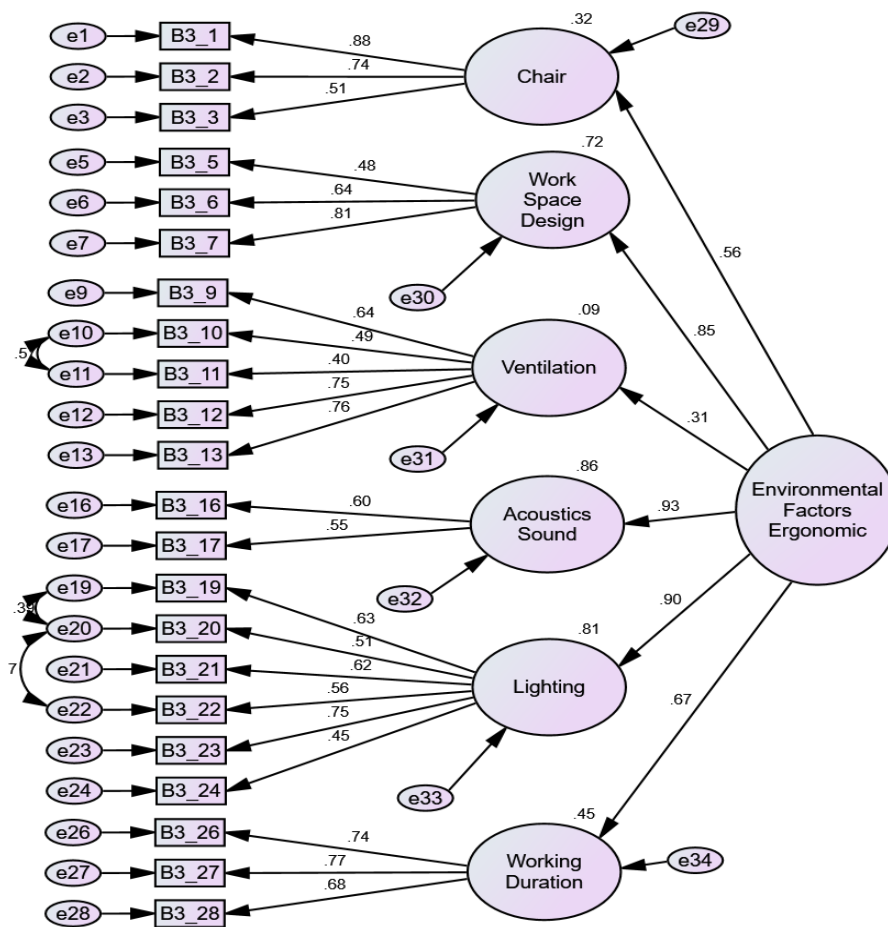 .32
e1
B3_1
e29
.88
e2
B3_2
.74
Chair
.51
e3
B3_3
.72
e5
B3_5
.48
e6
B3_6
.64
Work
Space
Design
e7
B3_7
.81
.56
e30
e9
B3_9
.64
.09
e10
B3_10
.49
.85
.5
e11
B3_11
.40
Ventilation
e12
B3_12
.75
.31
e13
B3_13
.76
e31
.86
e16
B3_16
.60
Acoustics
Sound
.93
Environmental
Factors
Ergonomic
e17
B3_17
.55
e19
B3_19
.63
e32
.90
.39
e20
B3_20
.51
.81
7
e21
B3_21
.62
e22
B3_22
.56
Lighting
.67
e23
B3_23
.75
e24
B3_24
.45
e33
.45
e26
B3_26
.74
e27
B3_27
.77
Working
Duration
e34
e28
B3_28
.68